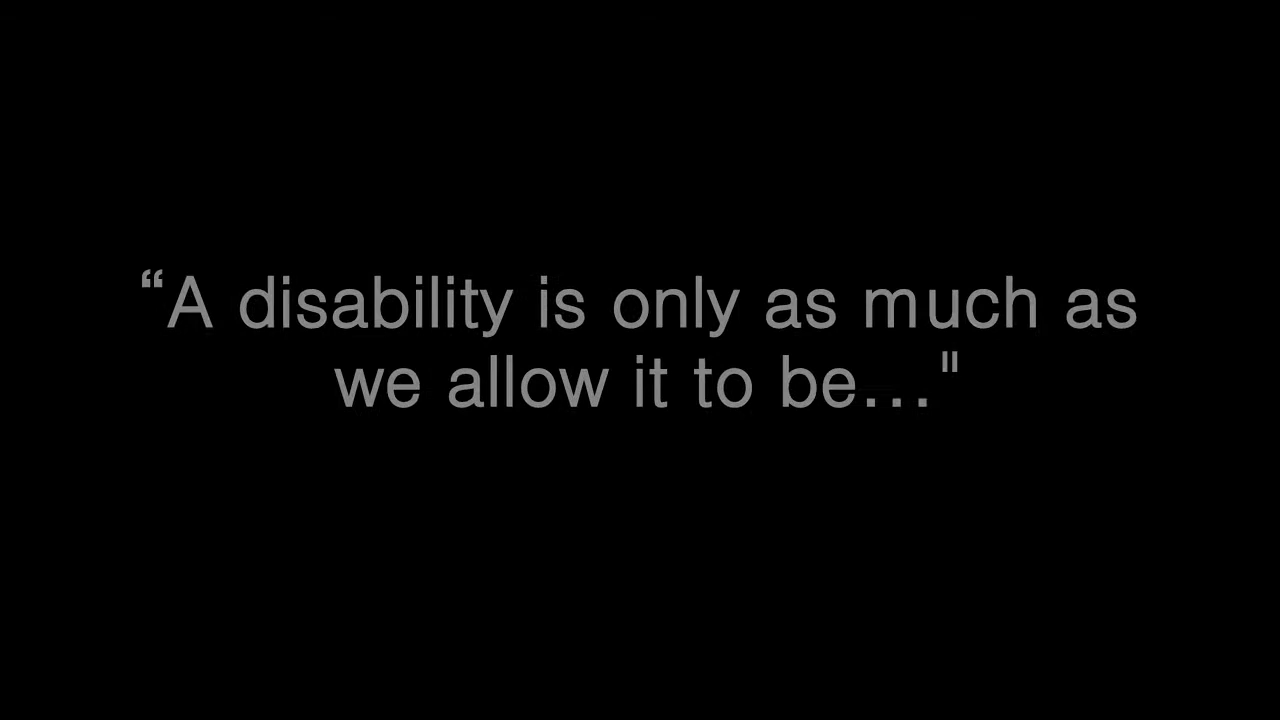 “A disability is only as much as
we allow it to be..."